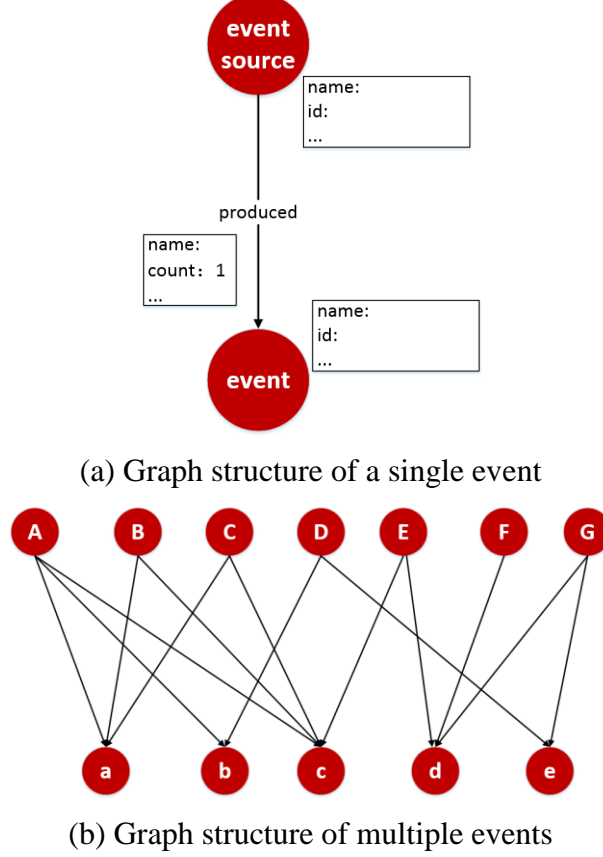 event
source
name:
id:
...
produced
name:
count: 1
...
name:
id:
...
event
(a) Graph structure of a single event
A B C D E F G
a b c d e
(b) Graph structure of multiple events